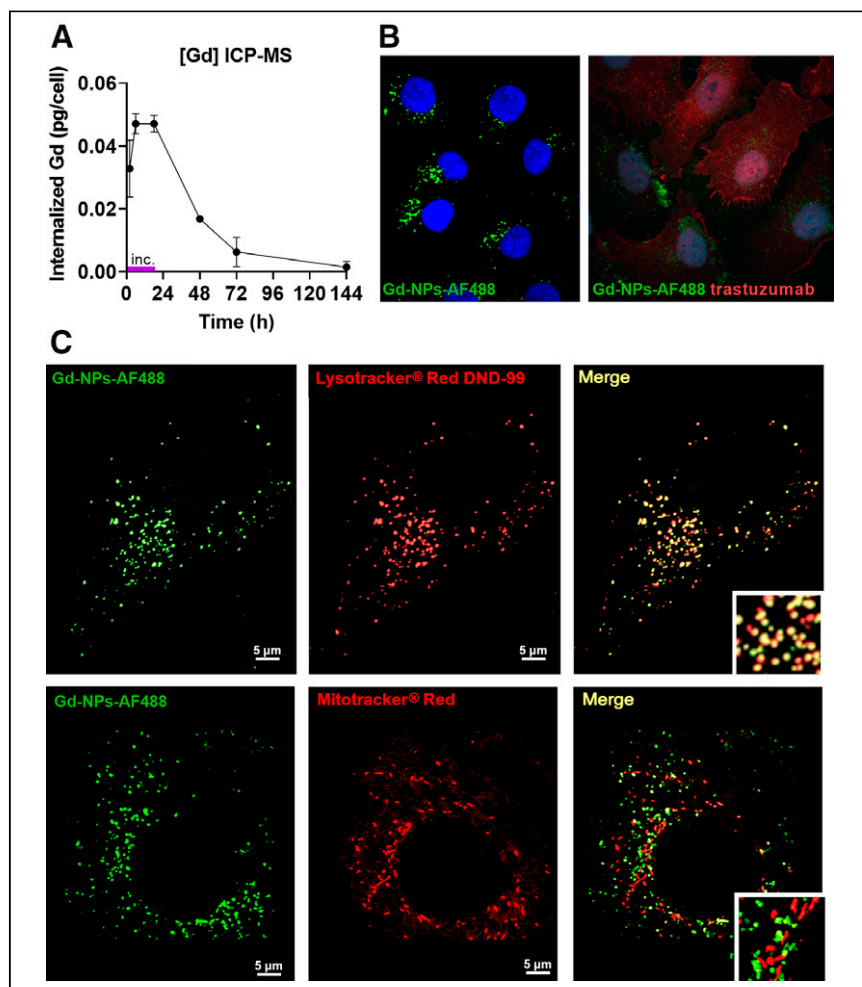 A
[Gd] ICP-MS
Internalized Gd (pg/cell)
0.06
0.04
0.02
0.00
inc.
0 24 48 72 96 120 144
Time (h)
B
Gd-NPs-AF488
Gd-NPs-AF488 trastuzumab
C
Gd-NPs-AF488
Lysotracker® Red DND-99
Merge
5 µm
5 µm
Gd-NPs-AF488
Mitotracker® Red
Merge
5 µm
5 µm